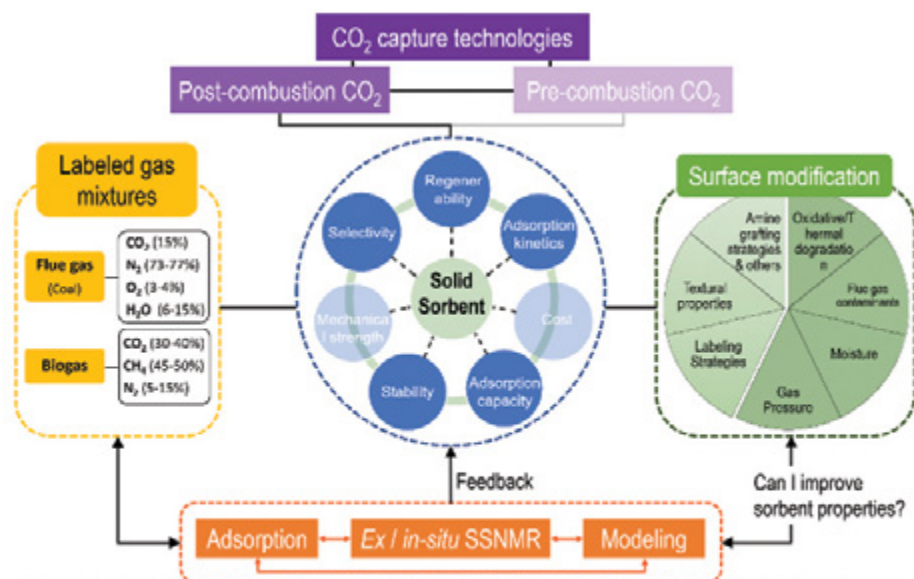 CO₂ capture technologies
Post-combustion CO₂
Pre-combustion CO₂
Labeled gas
mixtures
Flue gas
(Coal)
CO₂ (15%)
N₂ (73-77%)
O₂ (3-4%)
H₂O (6-15%)
Biogas
CO₂ (30-40%)
CH₄ (45-50%)
N₂ (5-15%)
Regener
ability
Selectivity
Adsorption
kinetics
Solid
Sorbent
Mechanica
l strength
Cost
Stability
Adsorption
capacity
Surface modification
Amine
grafting
strategies
& others
Oxidative/T
hermal
degradatio
n
Textural
properties
Flue gas
contaminants
Labeling
Strategies
Moisture
Gas
Pressure
Feedback
Can I improve
sorbent properties?
Adsorption
Ex / in-situ SSNMR
Modeling